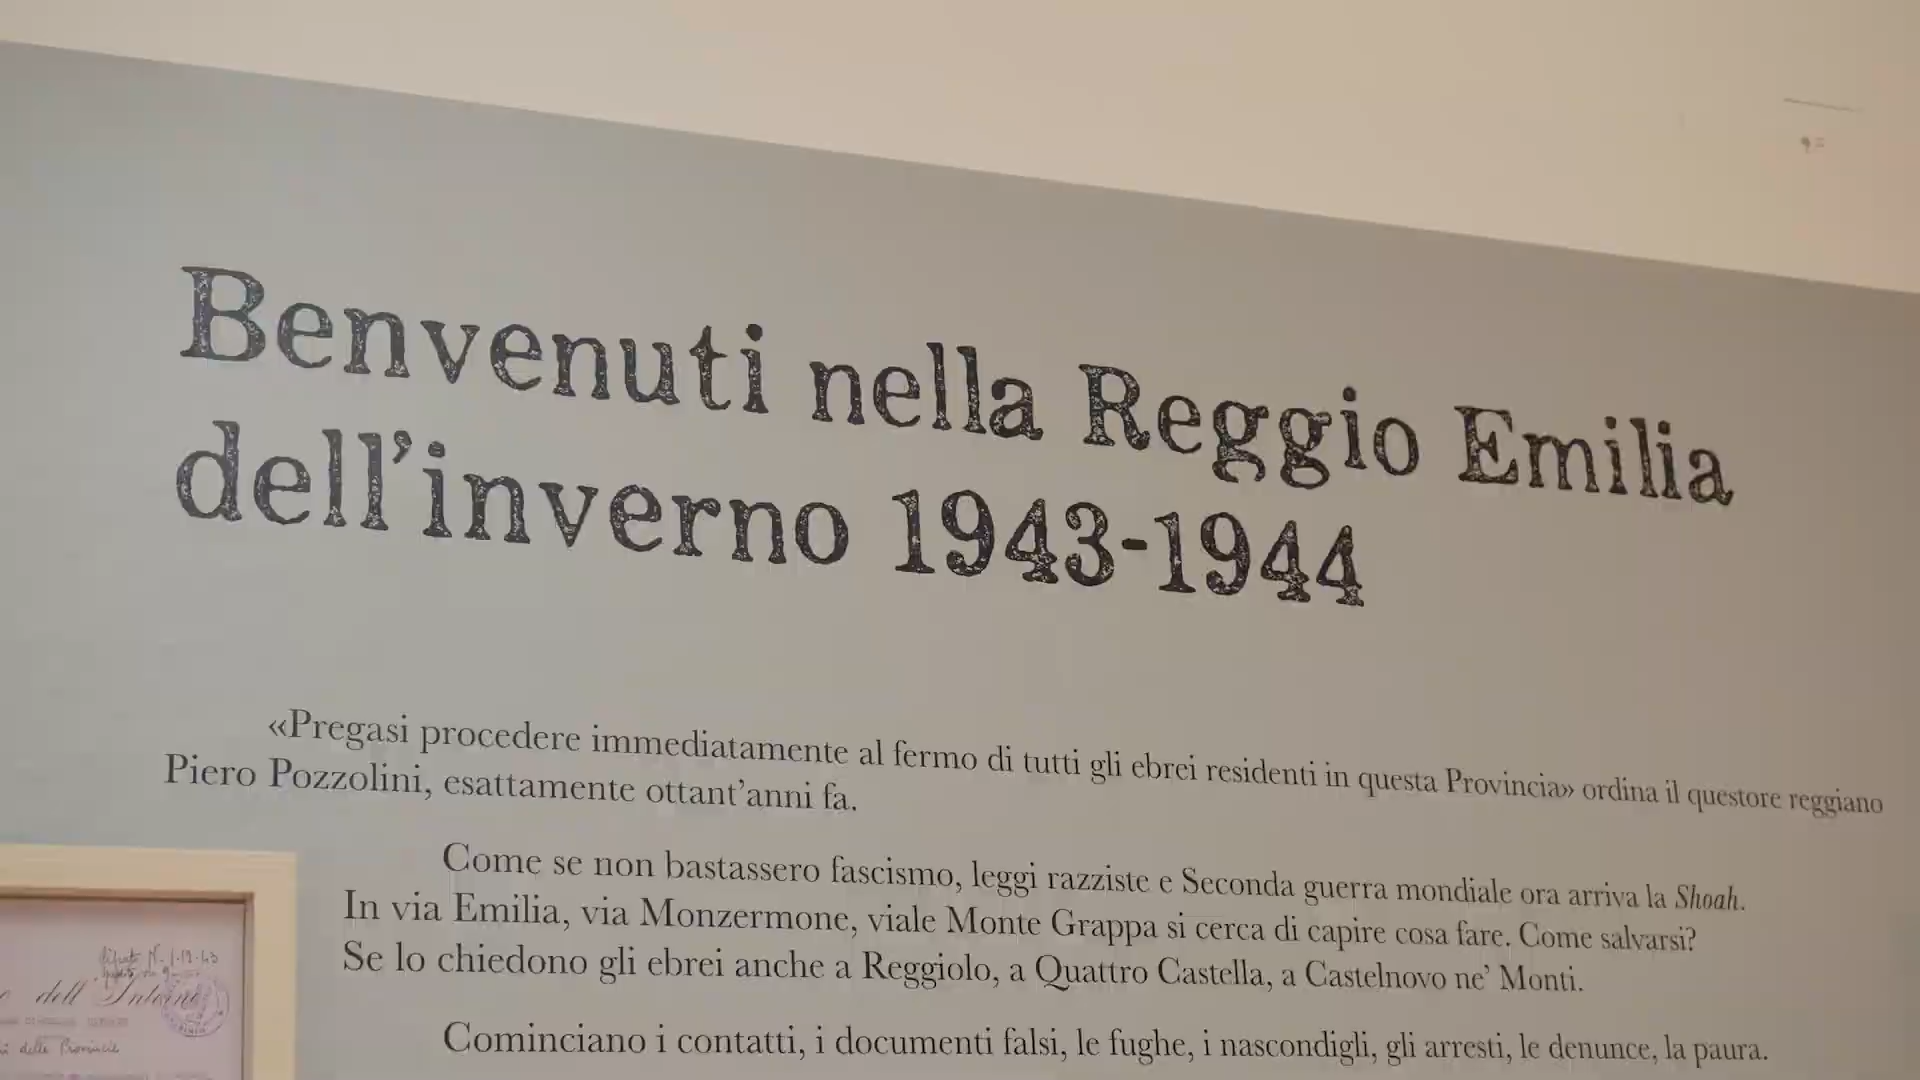 Benvenuti nella Reggio Emilia
dell'inverno 1943-1944
«Pregasi procedere immediatamente al fermo di tutti gli ebrei residenti in questa Provincia» ordina il questore reggiano
Piero Pozzolini, esattamente ottant'anni fa.
Come se non bastassero fascismo, leggi razziste e Seconda guerra mondiale ora arriva la Shoah.
In via Emilia, via Monzermone, viale Monte Grappa si cerca di capire cosa fare. Come salvarsi?
Se lo chiedono gli ebrei anche a Reggiolo, a Quattro Castella, a Castelnovo ne' Monti.
Cominciano i contatti, i documenti falsi, le fughe, i nascondigli, gli arresti, le denunce, la paura.
dell'Interno
delle Provincie